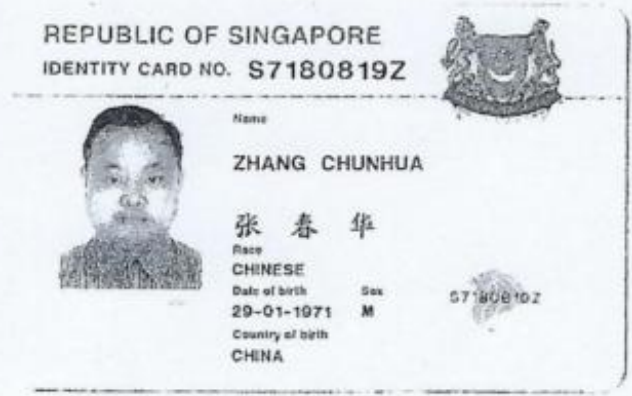 REPUBLIC OF SINGAPORE
IDENTITY CARD NO. S7180819Z
Name
ZHANG CHUNHUA
张春华
Race
CHINESE
Date of birth Sex
29-01-1971 M
S7180819Z
Country of birth
CHINA